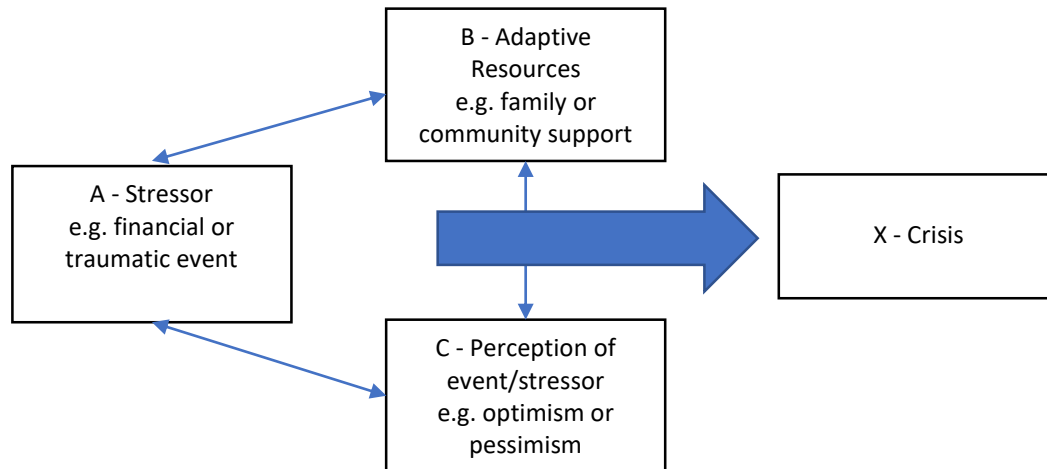 B - Adaptive
Resources
e.g. family or
community support
A - Stressor
e.g. financial or
traumatic event
X - Crisis
C - Perception of
event/stressor
e.g. optimism or
pessimism